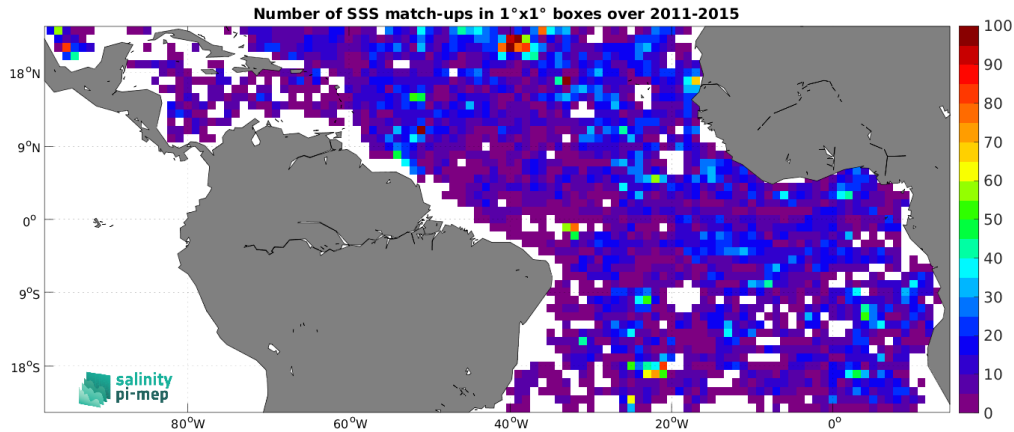 Number of SSS match-ups in 1°x1° boxes over 2011-2015
100
90
80
70
60
50
40
30
20
10
0
18°N
9°N
0°
9°S
18°S
80°W
60°W
40°W
20°W
0°
salinity
pi-mep